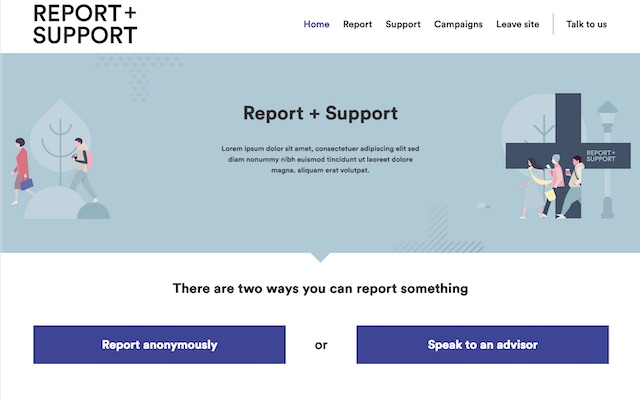 REPORT+
SUPPORT
Home Report Support Campaigns Leave site Talk to us
Report + Support
Lorem ipsum dolor sit amet, consectetuer adipiscing elit sed
diam nonummy nibh euismod tincidunt ut laoreet dolore
magna. aliquam erat volutpat.
REPORT+
SUPPORT
There are two ways you can report something
Report anonymously or Speak to an advisor